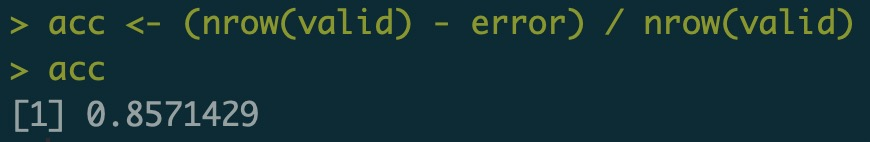 > acc <- (nrow(valid) - error) / nrow(valid)
> acc
[1] 0.8571429